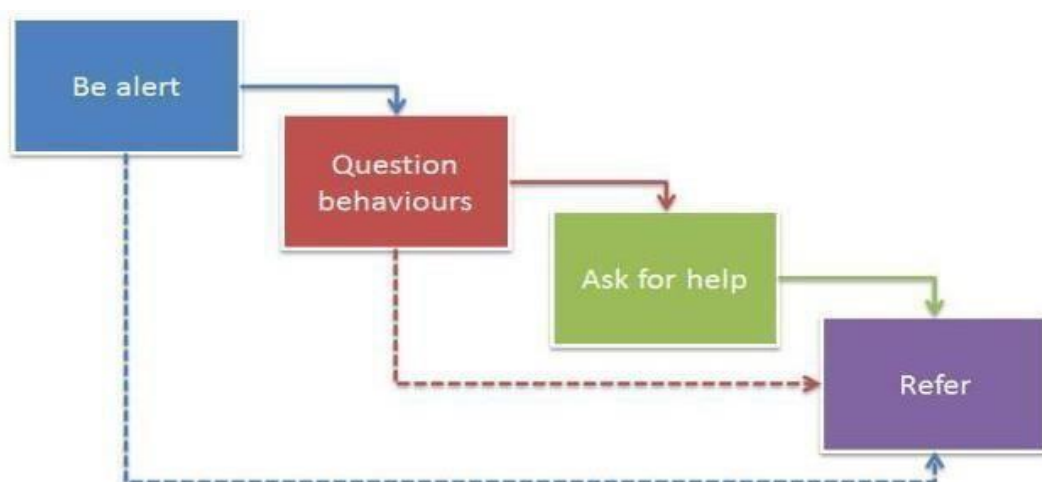 Be alert
Question
behaviours
Ask for help
Refer